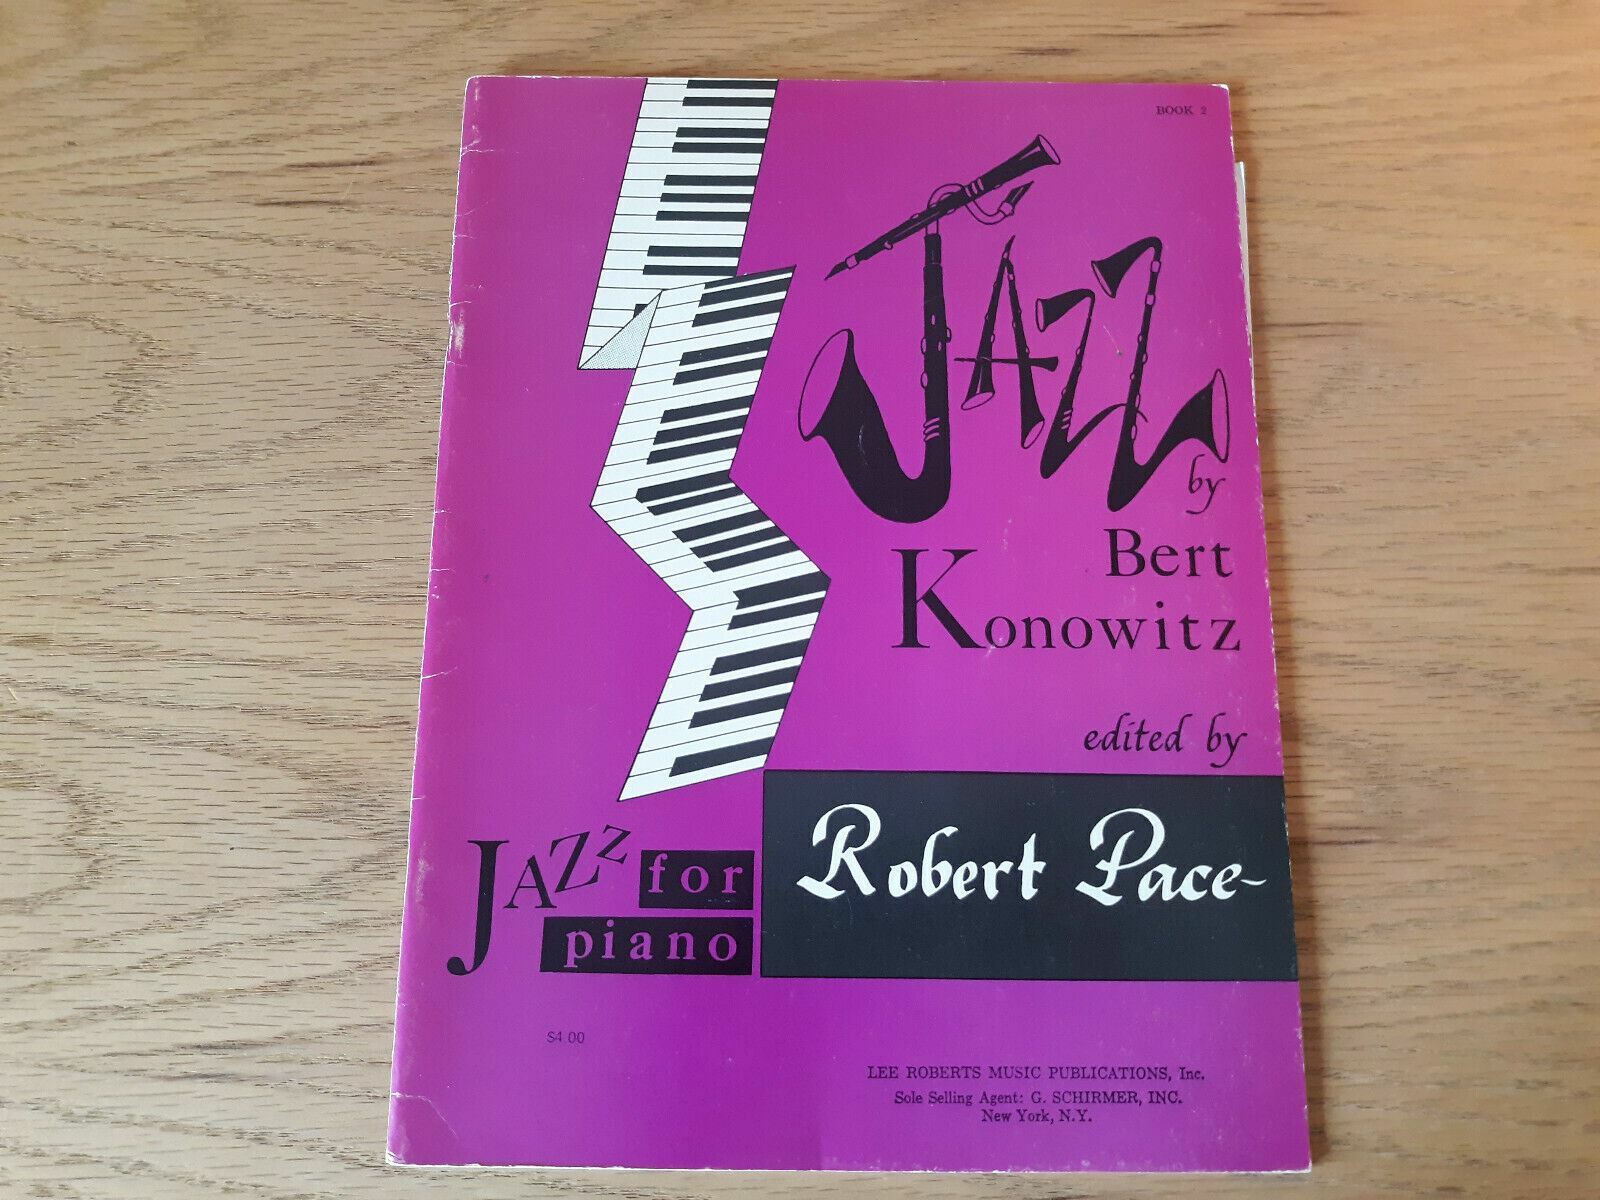 BOOK 2
JAZZ
by
Bert
Konowitz
edited by
Robert Pace
JAZZ for
piano
$4.00
LEE ROBERTS MUSIC PUBLICATIONS, Inc.
Sole Selling Agent: G. SCHIRMER, INC.
New York, N.Y.